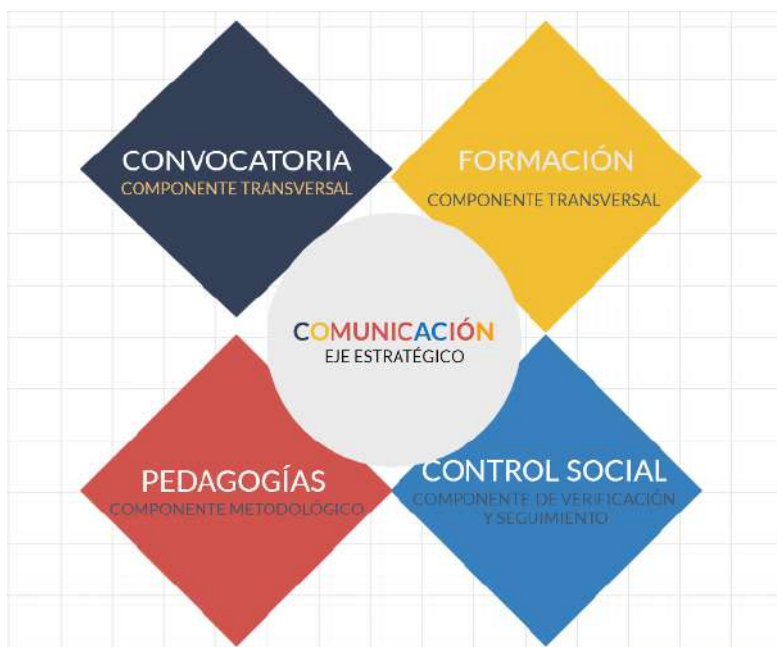 CONVOCATORIA
COMPONENTE TRANSVERSAL
FORMACIÓN
COMPONENTE TRANSVERSAL
COMUNICACIÓN
EJE ESTRATÉGICO
PEDAGOGÍAS
COMPONENTE METODOLÓGICO
CONTROL SOCIAL
COMPONENTE DE VERIFICACIÓN
Y SEGUIMIENTO